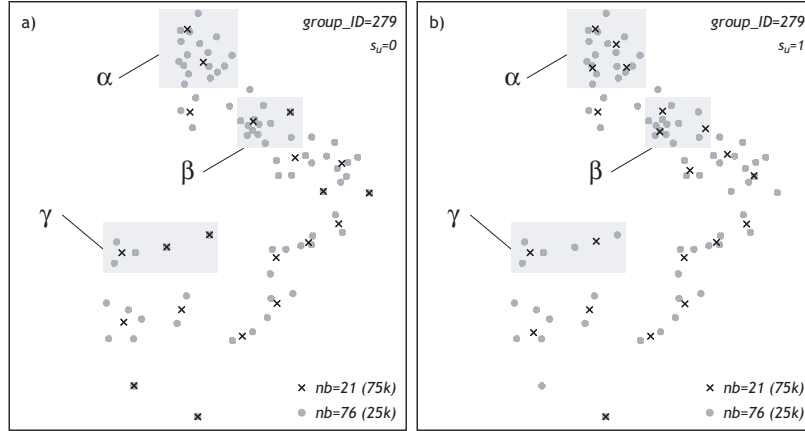 a)
group_ID=279
s_u=0
α
β
γ
nb=21 (75k)
nb=76 (25k)
b)
group_ID=279
s_u=1
α
β
γ
nb=21 (75k)
nb=76 (25k)